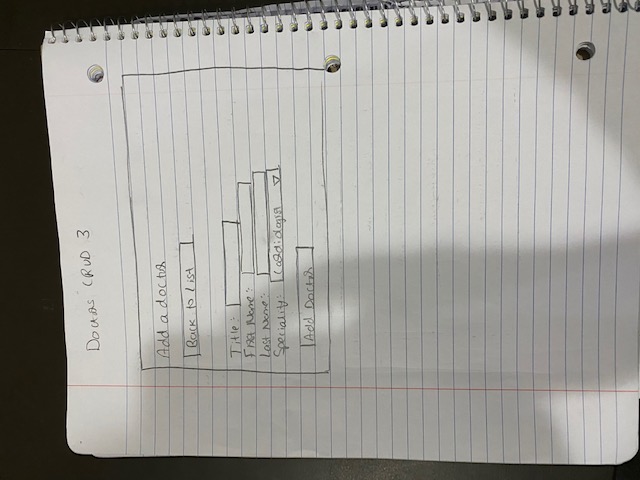 Doctors CRUD 3
Add a doctor
Back to List
Title:
First Name:
Last Name:
Speciality: Cardiologist
Add Doctor